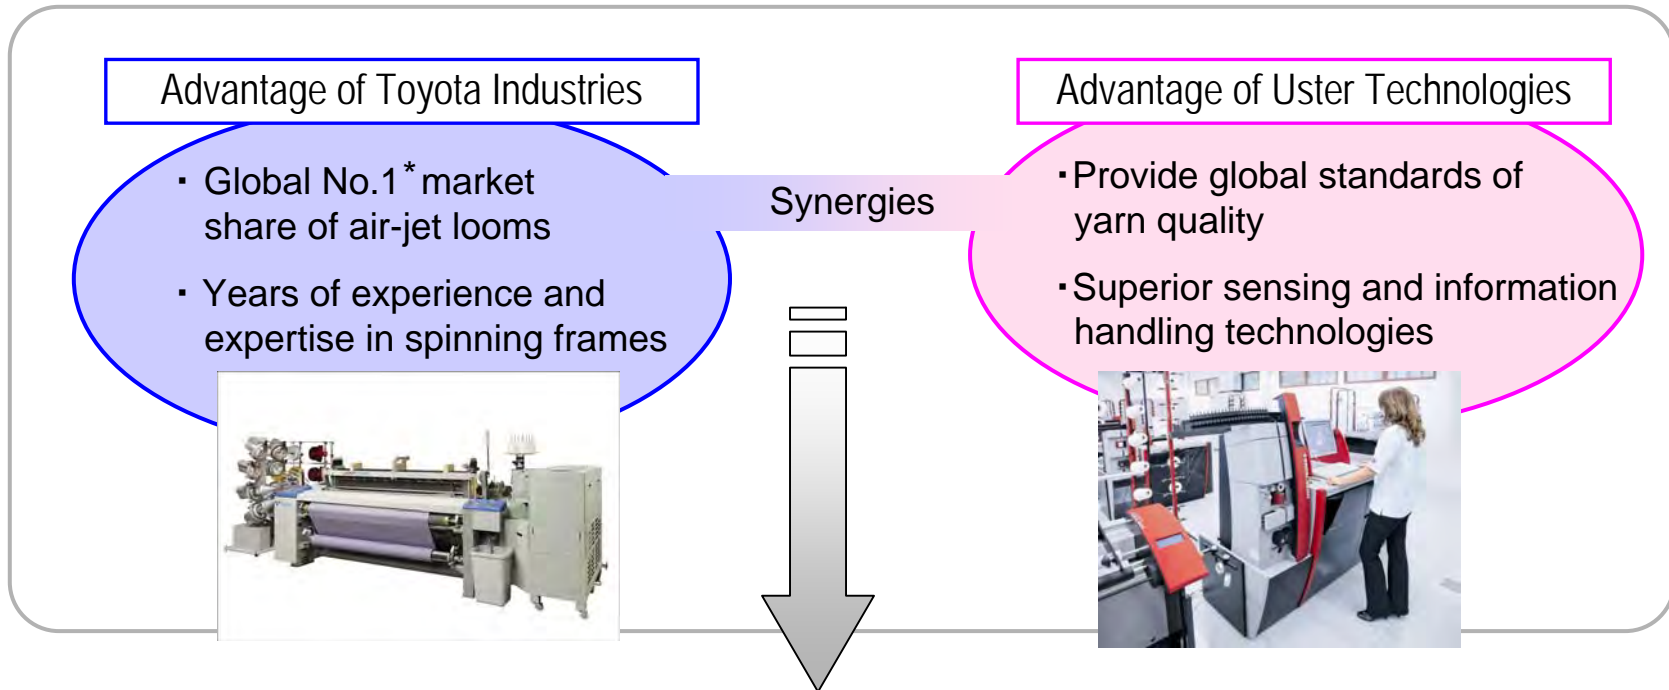 Advantage of Toyota Industries
・Global No.1* market
share of air-jet looms
・Years of experience and
expertise in spinning frames
Synergies
Advantage of Uster Technologies
・Provide global standards of
yarn quality
・Superior sensing and information
handling technologies